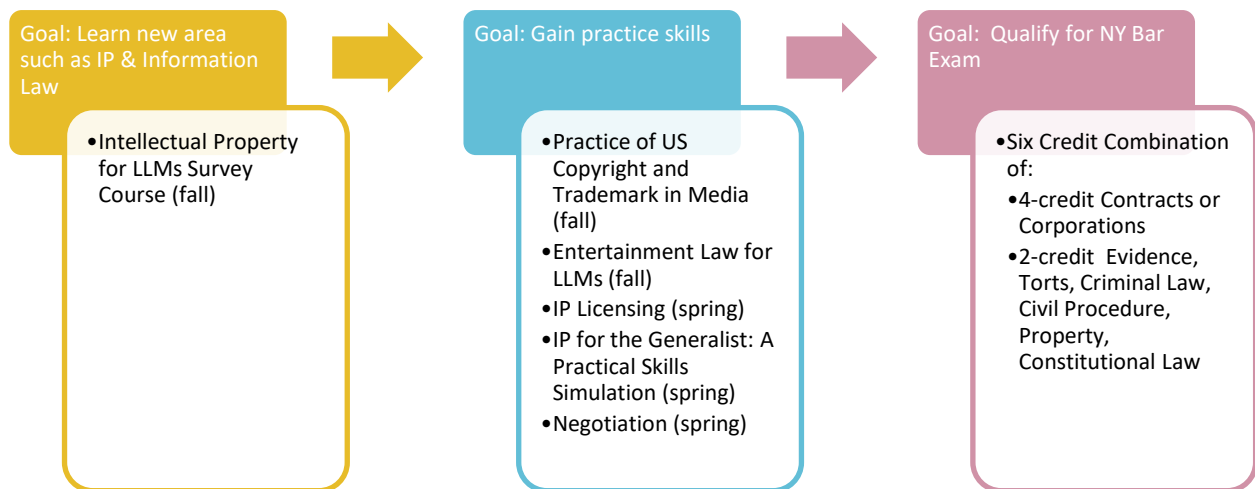 Goal: Learn new area
such as IP & Information
Law
•Intellectual Property
for LLMs Survey
Course (fall)
Goal: Gain practice skills
•Practice of US
Copyright and
Trademark in Media
(fall)
•Entertainment Law for
LLMs (fall)
•IP Licensing (spring)
•IP for the Generalist: A
Practical Skills
Simulation (spring)
•Negotiation (spring)
Goal:  Qualify for NY Bar
Exam
•Six Credit Combination
of:
•4-credit Contracts or
Corporations
•2-credit  Evidence,
Torts, Criminal Law,
Civil Procedure,
Property,
Constitutional Law